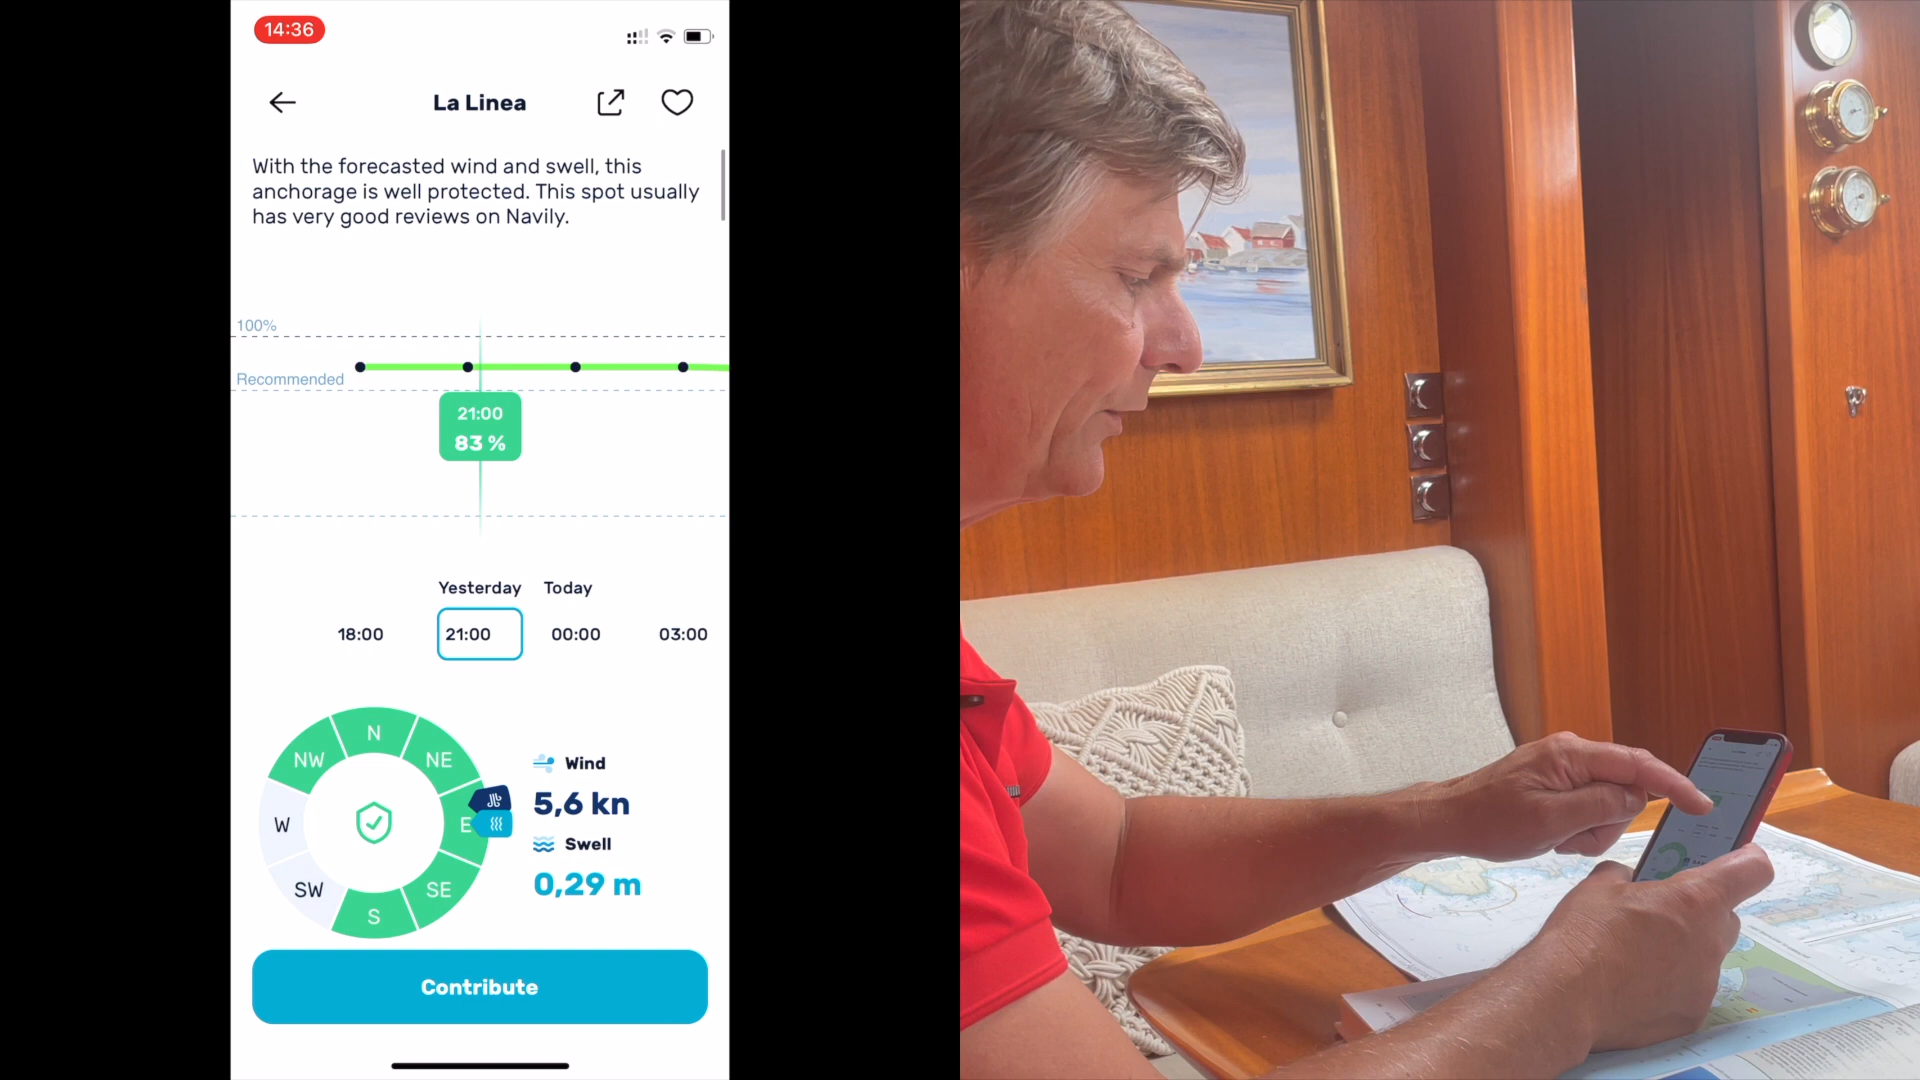 14:36
La Linea
With the forecasted wind and swell, this
anchorage is well protected. This spot usually
has very good reviews on Navily.
100%
Recommended
21:00
83 %
Yesterday Today
18:00 21:00 00:00 03:00
N
NW NE
W E
SW SE
S
Wind
5,6 kn
Swell
0,29 m
Contribute